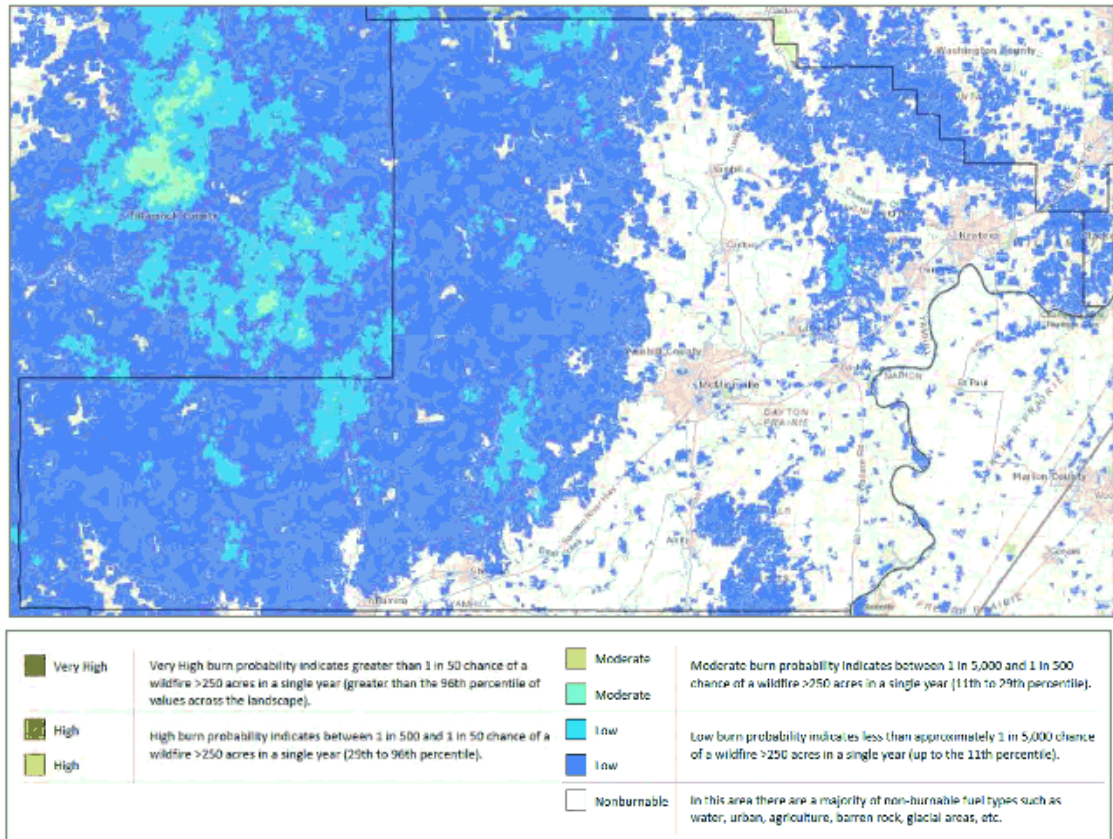 Washington County
Tillamook County
Yamhill County
McMinnville
DAYTON
PRAIRIE
MARION
St Paul
Marion County
YAMHILL
Very High
Very High burn probability indicates greater than 1 in 50 chance of a
wildfire >250 acres in a single year (greater than the 96th percentile of
values across the landscape).
High
High
High burn probability indicates between 1 in 500 and 1 in 50 chance of a
wildfire >250 acres in a single year (29th to 96th percentile).
Moderate
Moderate
Moderate burn probability indicates between 1 in 5,000 and 1 in 500
chance of a wildfire >250 acres in a single year (11th to 29th percentile).
Low
Low
Low burn probability indicates less than approximately 1 in 5,000 chance
of a wildfire >250 acres in a single year (up to the 11th percentile).
Nonburnable
In this area there are a majority of non-burnable fuel types such as
water, urban, agriculture, barren rock, glacial areas, etc.